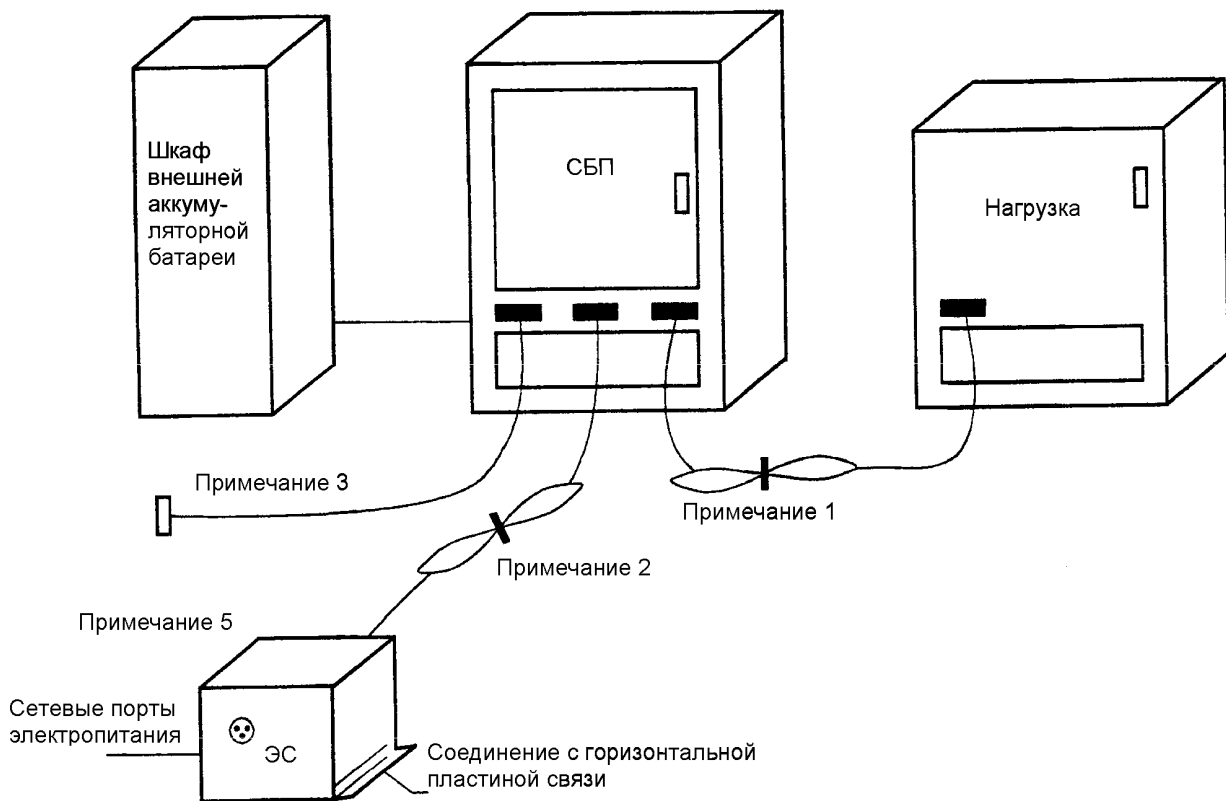 Шкаф
внешней
аккуму-
ляторной
батареи
СБП
Нагрузка
Примечание 3
Примечание 1
Примечание 2
Примечание 5
Сетевые порты
электропитания
ЭС
Соединение с горизонтальной
пластиной связи